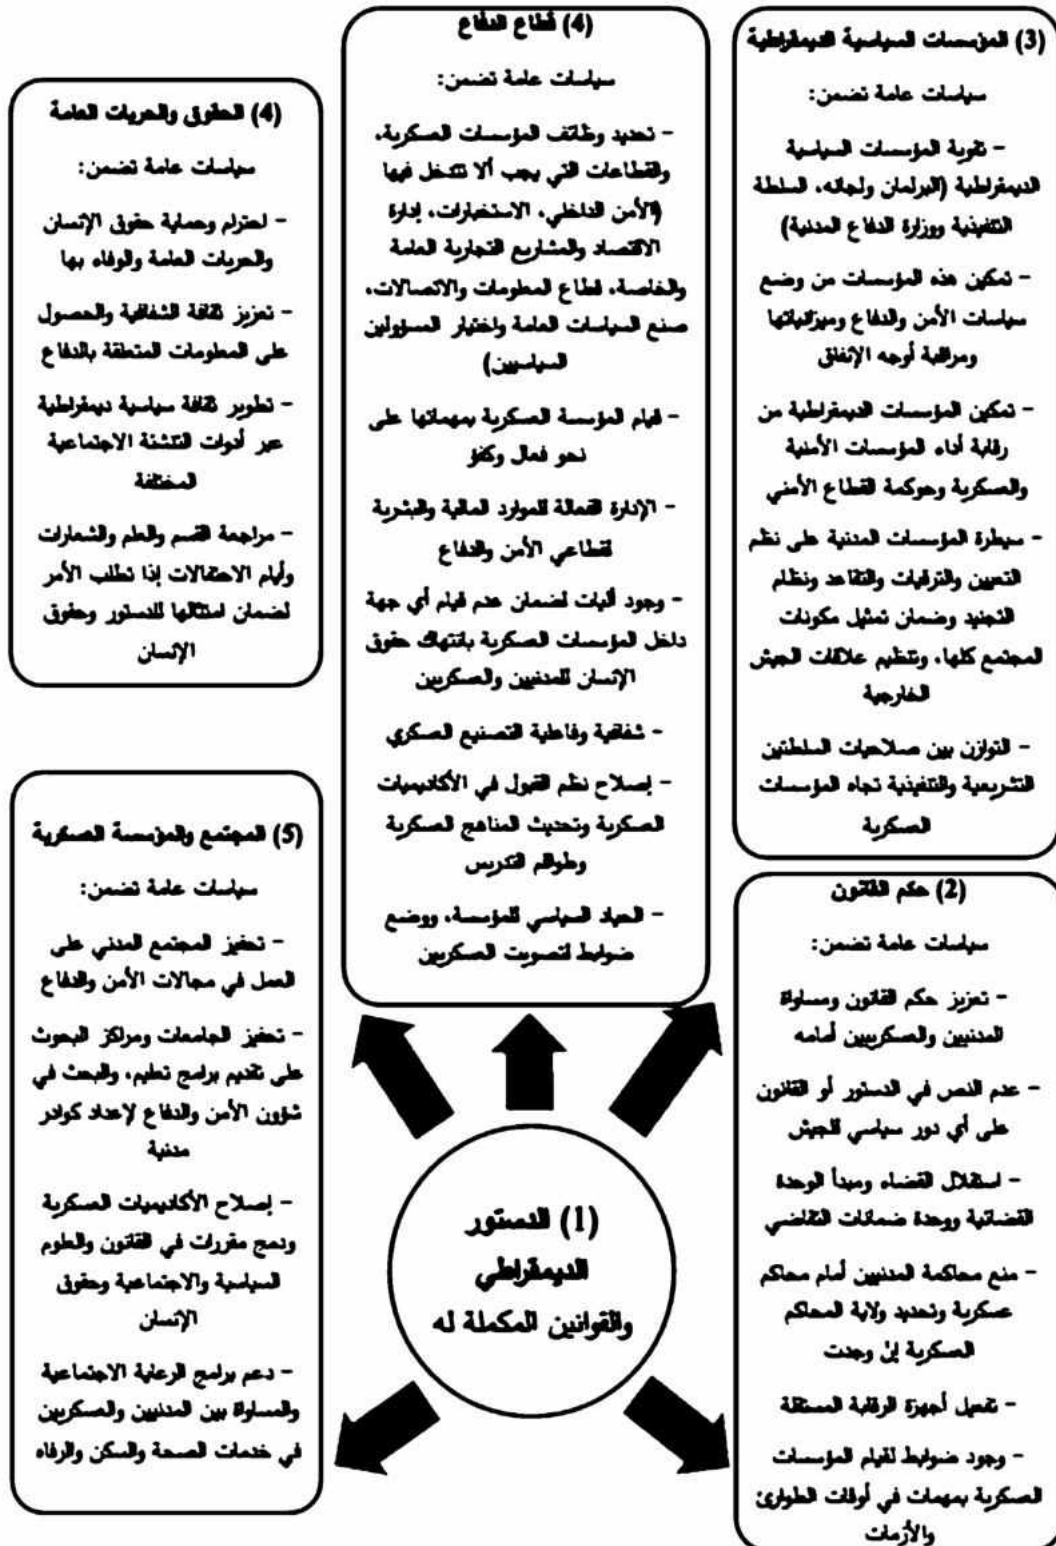 (3) المؤسسات السياسية الديمقراطية
سياسات عامة تضمن:
- تقوية المؤسسات السياسية
الديمقراطية (البرلمان ولجانه، السلطة
التنفيذية ووزارة الدفاع المدنية)
- تمكين هذه المؤسسات من وضع
سياسات الأمن والدفاع وميزانياتها
ومراقبة أوجه الإنفاق
- تمكين المؤسسات الديمقراطية من
رقابة أداء المؤسسات الأمنية
والعسكرية وحوكمة القطاع الأمني
- سيطرة المؤسسات المدنية على نظم
التعيين والترقيات والتقاعد ونظام
التجنيد وضمان تمثيل مكونات
المجتمع كلها، وتنظيم علاقات الجيش
الخارجية
- التوازن بين صلاحيات السلطتين
التشريعية والتنفيذية تجاه المؤسسات
العسكرية
(4) قطاع الدفاع
سياسات عامة تضمن:
- تحديد وظائف المؤسسات العسكرية،
والقطاعات التي يجب ألا تتدخل فيها
(الأمن الداخلي، الاستخبارات، إدارة
الاقتصاد والمشاريع التجارية العامة
والخاصة، قطاع المعلومات والاتصالات،
صنع السياسات العامة واختيار المسؤولين
السياسيين)
- قيام المؤسسة العسكرية بمهماتها على
نحو فعال وكفؤ
- الإدارة الفعالة للموارد المالية والبشرية
لقطاعي الأمن والدفاع
- وجود آليات لضمان عدم قيام أي جهة
داخل المؤسسات العسكرية بانتهاك حقوق
الإنسان للمدنيين والعسكريين
- شفافية وفاعلية التصنيع العسكري
- إصلاح نظم القبول في الأكاديميات
العسكرية وتحديث المناهج العسكرية
وطواقم التدريس
- الحياد السياسي للمؤسسة، ووضع
ضوابط لتصويت العسكريين
(4) الحقوق والحريات العامة
سياسات عامة تضمن:
- احترام وحماية حقوق الإنسان
والحريات العامة والوفاء بها
- تعزيز ثقافة الشفافية والحصول
على المعلومات المتعلقة بالدفاع
- تطوير ثقافة سياسية ديمقراطية
عبر أدوات التنشئة الاجتماعية
المختلفة
- مراجعة القسم والعلم والشعارات
وأيام الاحتفالات إذا تطلب الأمر
لضمان امتثالها للدستور وحقوق
الإنسان
(2) حكم القانون
سياسات عامة تضمن:
- تعزيز حكم القانون ومساواة
المدنيين والعسكريين أمامه
- عدم النص في الدستور أو القانون
على أي دور سياسي للجيش
- استقلال القضاء ومبدأ الوحدة
القضائية ووحدة ضمانات التقاضي
- منع محاكمة المدنيين أمام محاكم
عسكرية وتحديد ولاية المحاكم
العسكرية إن وجدت
- تفعيل أجهزة الرقابة المستقلة
- وجود ضوابط لقيام المؤسسات
العسكرية بمهمات في أوقات الطوارئ
والأزمات
(1) الدستور
الديمقراطي
والقوانين المكملة له
(5) المجتمع والمؤسسة العسكرية
سياسات عامة تضمن:
- تحفيز المجتمع المدني على
العمل في مجالات الأمن والدفاع
- تحفيز الجامعات ومراكز البحوث
على تقديم برامج تعليم، والبحث في
شؤون الأمن والدفاع لإعداد كوادر
مدنية
- إصلاح الأكاديميات العسكرية
ودمج مقررات في القانون والعلوم
السياسية والاجتماعية وحقوق
الإنسان
- دعم برامج الرعاية الاجتماعية
والمساواة بين المدنيين والعسكريين
في خدمات الصحة والسكن والرفاه